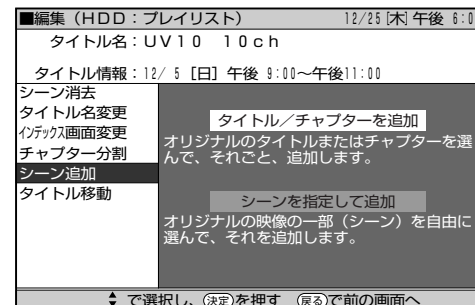 ■編集（HDD：プレイリスト） 12/25[木]午後 6:0
タイトル名：UV10 10ch
タイトル情報：12/ 5［日］午後 9:00～午後11:00
シーン消去
タイトル名変更
インデックス画面変更
チャプター分割
シーン追加
タイトル移動
タイトル／チャプターを追加
オリジナルのタイトルまたはチャプターを選
んで、それごと、追加します。
シーンを指定して追加
オリジナルの映像の一部（シーン）を自由に
選んで、それを追加します。
で選択し、決定を押す 戻るで前の画面へ